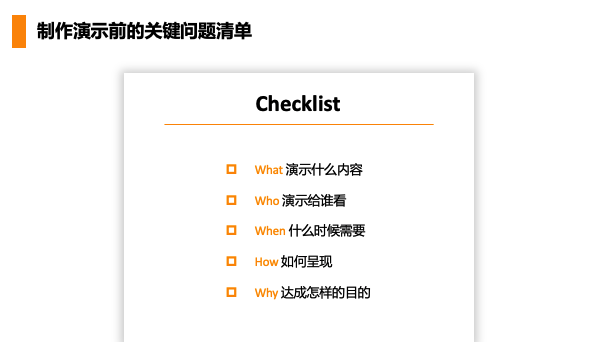 制作演示前的关键问题清单
Checklist
What 演示什么内容
Who 演示给谁看
When 什么时候需要
How 如何呈现
Why 达成怎样的目的